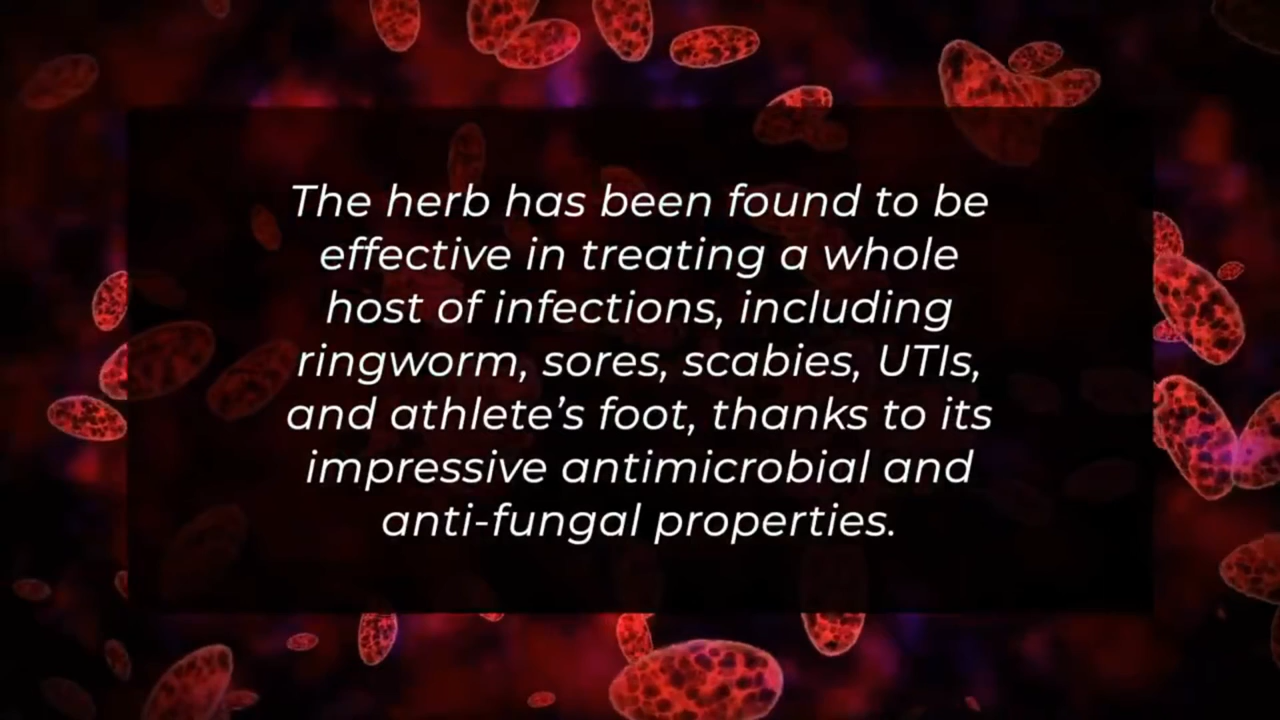 The herb has been found to be
effective in treating a whole
host of infections, including
ringworm, sores, scabies, UTIs,
and athlete’s foot, thanks to its
impressive antimicrobial and
anti-fungal properties.